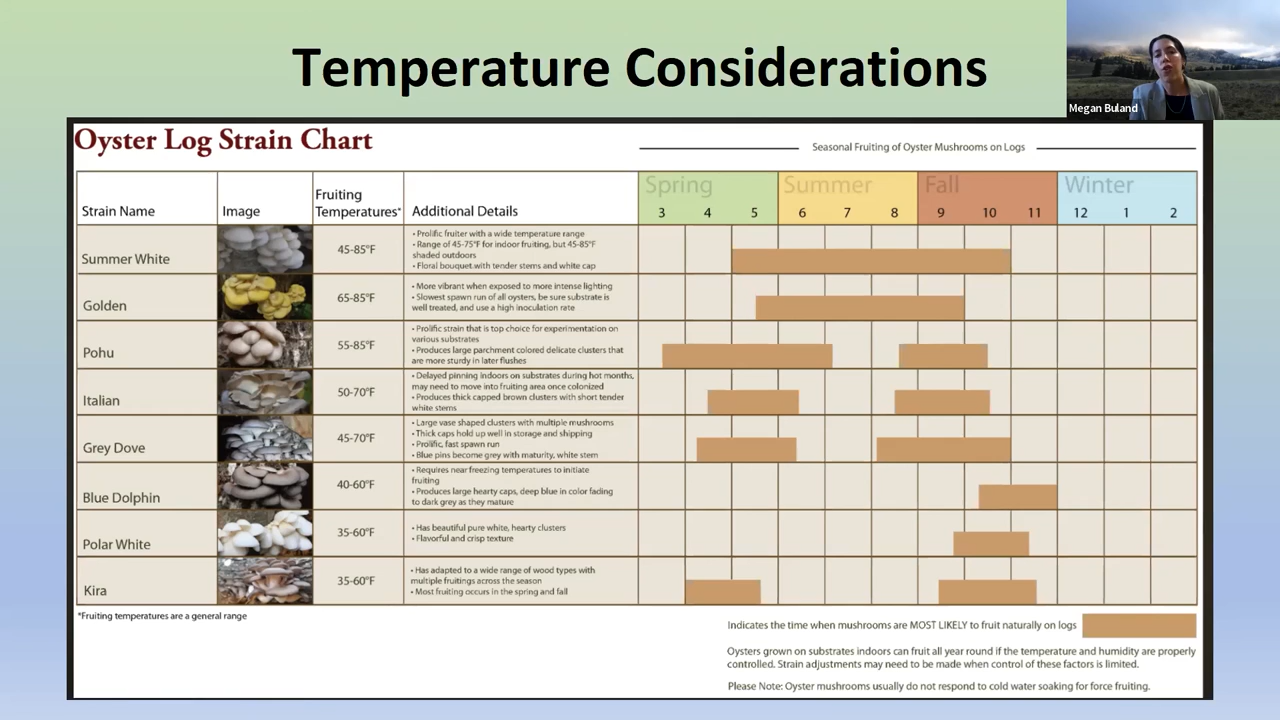 Temperature Considerations
Megan Buland
Oyster Log Strain Chart
Seasonal Fruiting of Oyster Mushrooms on Logs
Strain Name
Image
Fruiting
Temperatures*
Additional Details
Spring
Summer
Fall
Winter
3 4 5 6 7 8 9 10 11 12 1 2
Summer White
45-85°F
• Prolific fruiter with a wide temperature range
• Range of 45-75°F for indoor fruiting, but 45-85°F
shaded outdoors
• Floral bouquet with tender stems and white cap
Golden
65-85°F
• More vibrant when exposed to more intense lighting
• Slowest spawn run of all oysters, be sure substrate is
well treated, and use a high inoculation rate
Pohu
55-85°F
• Prolific strain that is top choice for experimentation on
various substrates
• Produces large parchment colored delicate clusters that
are more sturdy in later flushes
Italian
50-70°F
• Delayed pinning indoors on substrates during hot months,
may need to move into fruiting area once colonized
• Produces thick capped brown clusters with short tender
white stems
Grey Dove
45-70°F
• Large vase shaped clusters with multiple mushrooms
• Thick caps hold up well in storage and shipping
• Prolific, fast spawn run
• Blue pins become grey with maturity, white stem
Blue Dolphin
40-60°F
• Requires near freezing temperatures to initiate
fruiting
• Produces large hearty caps, deep blue in color fading
to dark grey as they mature
Polar White
35-60°F
• Has beautiful pure white, hearty clusters
• Flavorful and crisp texture
Kira
35-60°F
• Has adapted to a wide range of wood types with
multiple fruitings across the season
• Most fruiting occurs in the spring and fall
*Fruiting temperatures are a general range
Indicates the time when mushrooms are MOST LIKELY to fruit naturally on logs
Oysters grown on substrates indoors can fruit all year round if the temperature and humidity are properly
controlled. Strain adjustments may need to be made when control of these factors is limited.
Please Note: Oyster mushrooms usually do not respond to cold water soaking for force fruiting.